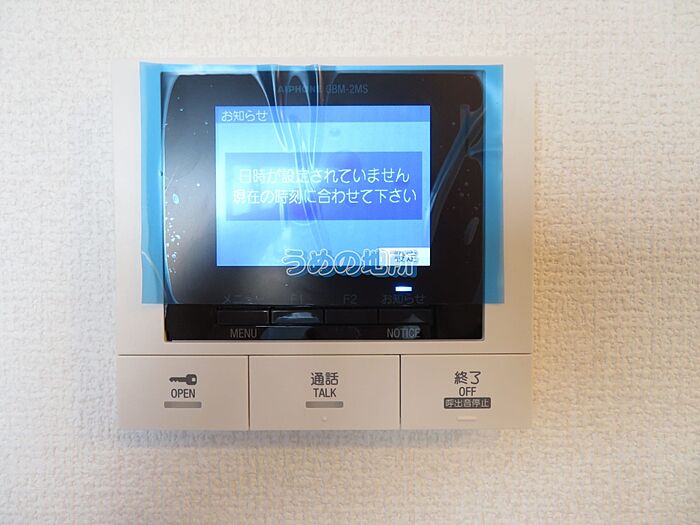 AIPHONE GBM-2MS
お知らせ
日時が設定されていません
現在の時刻に合わせて下さい
設定
うめの地所
メニュー F1 F2 お知らせ
MENU NOTICE
OPEN
通話
TALK
終了
OFF
呼出音停止